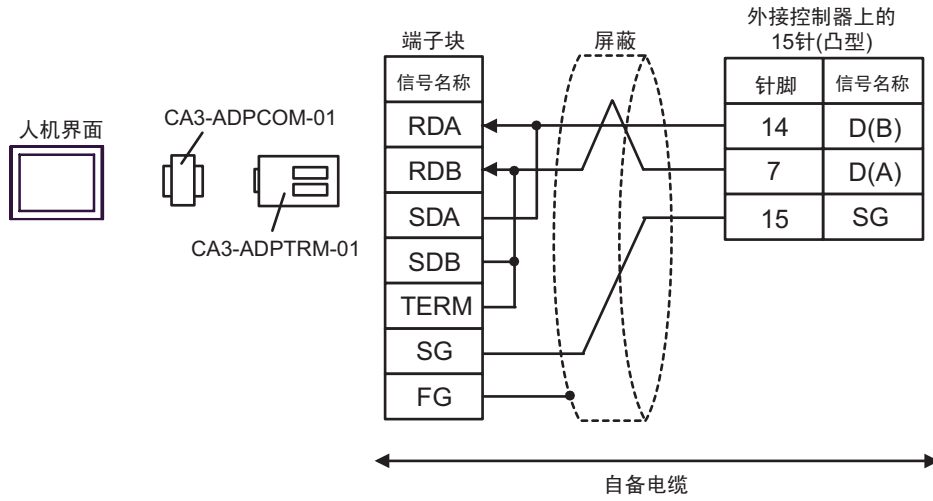 人机界面
CA3-ADPCOM-01
CA3-ADPTRM-01
端子块
信号名称
RDA
RDB
SDA
SDB
TERM
SG
FG
屏蔽
外接控制器上的
15针(凸型)
针脚 信号名称
14 D(B)
7 D(A)
15 SG
自备电缆